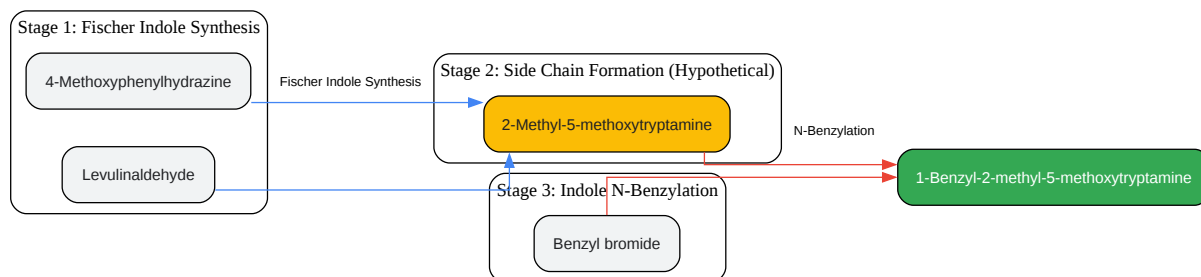 Stage 1: Fischer Indole Synthesis
4-Methoxyphenylhydrazine
Levulinaldehyde
Fischer Indole Synthesis
Stage 2: Side Chain Formation (Hypothetical)
2-Methyl-5-methoxytryptamine
Stage 3: Indole N-Benzylation
Benzyl bromide
N-Benzylation
1-Benzyl-2-methyl-5-methoxytryptamine